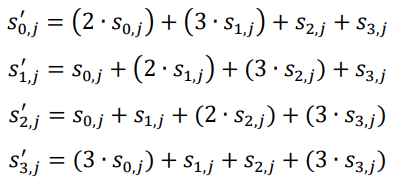 s′₀,ⱼ = (2 · s₀,ⱼ) + (3 · s₁,ⱼ) + s₂,ⱼ + s₃,ⱼ
s′₁,ⱼ = s₀,ⱼ + (2 · s₁,ⱼ) + (3 · s₂,ⱼ) + s₃,ⱼ
s′₂,ⱼ = s₀,ⱼ + s₁,ⱼ + (2 · s₂,ⱼ) + (3 · s₃,ⱼ)
s′₃,ⱼ = (3 · s₀,ⱼ) + s₁,ⱼ + s₂,ⱼ + (3 · s₃,ⱼ)